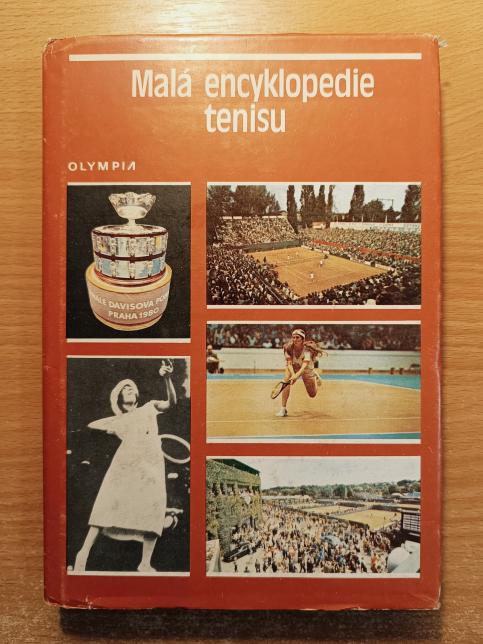 Malá encyklopedie
tenisu
OLYMPIA
FINÁLE DAVISOVA POHÁRU
PRAHA 1980